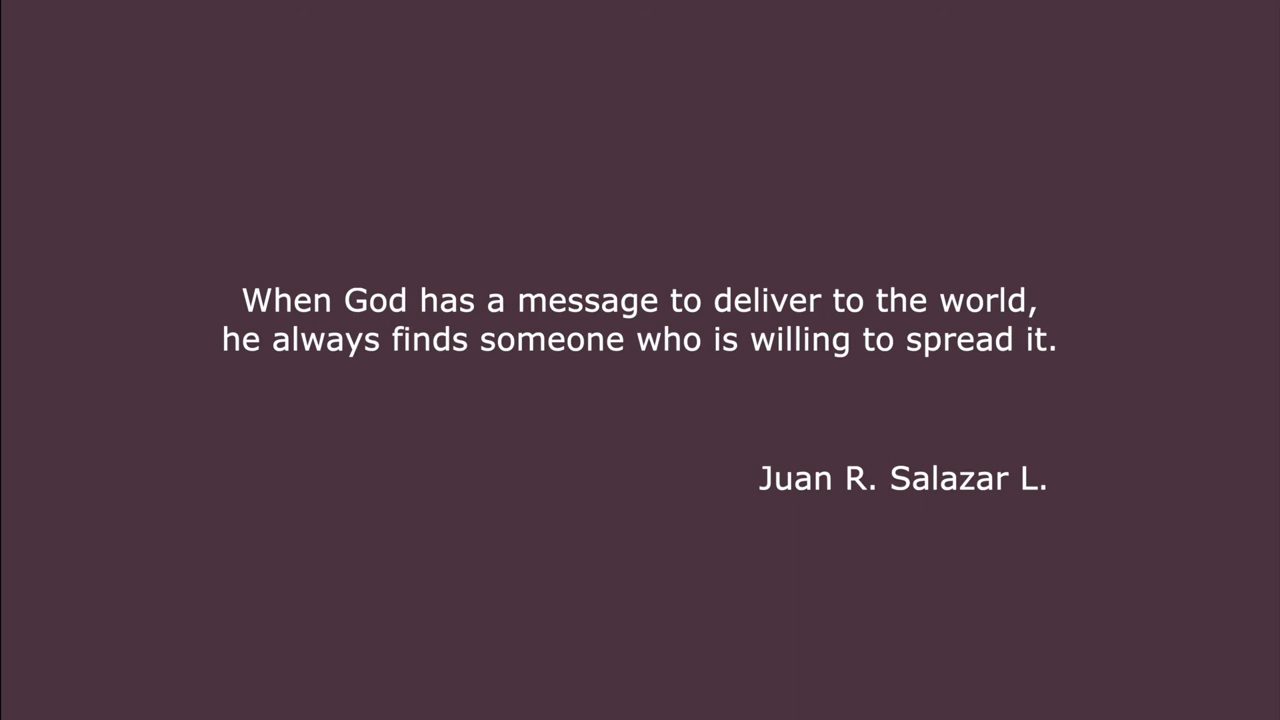 When God has a message to deliver to the world,
he always finds someone who is willing to spread it.
Juan R. Salazar L.